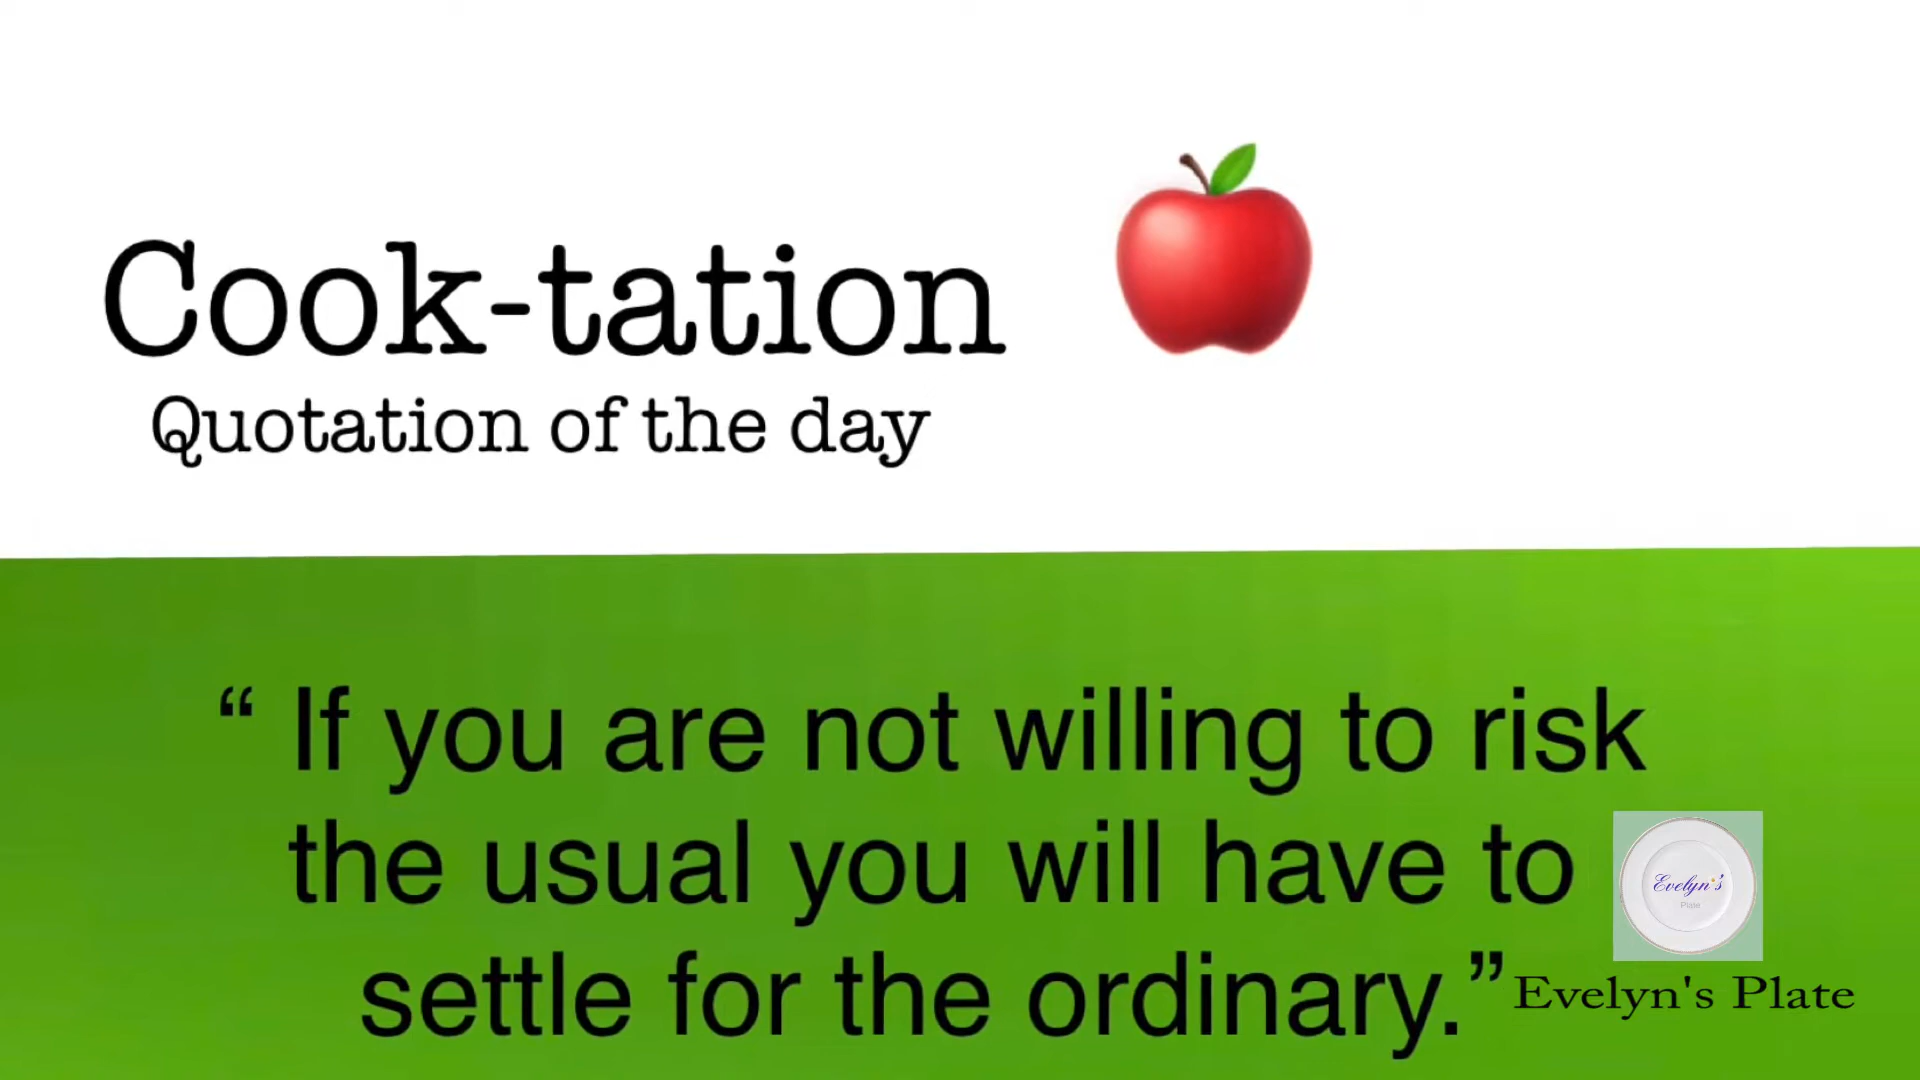 Cook-tation
Quotation of the day
“ If you are not willing to risk
the usual you will have to
settle for the ordinary.”
Evelyn's
Plate
Evelyn's Plate